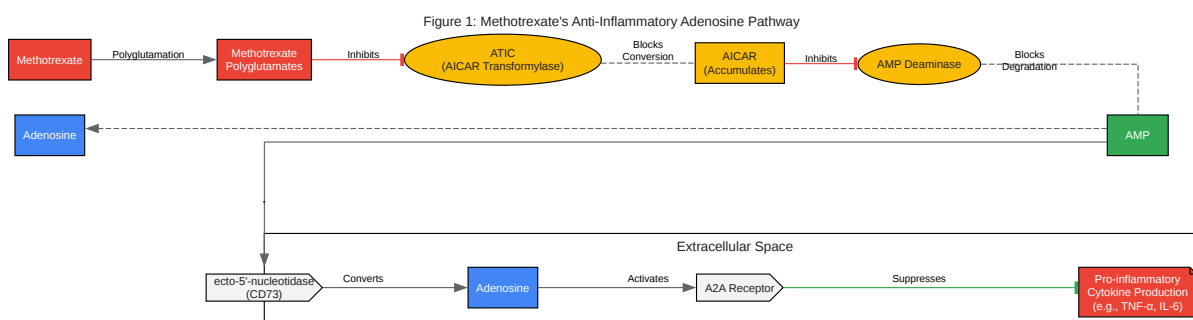 Figure 1: Methotrexate's Anti-Inflammatory Adenosine Pathway
Methotrexate
Polyglutamation
Methotrexate
Polyglutamates
Inhibits
ATIC
(AICAR Transformylase)
Blocks
Conversion
AICAR
(Accumulates)
Inhibits
AMP Deaminase
Blocks
Degradation
Adenosine
AMP
Extracellular Space
ecto-5'-nucleotidase
(CD73)
Converts
Adenosine
Activates
A2A Receptor
Suppresses
Pro-inflammatory
Cytokine Production
(e.g., TNF-α, IL-6)